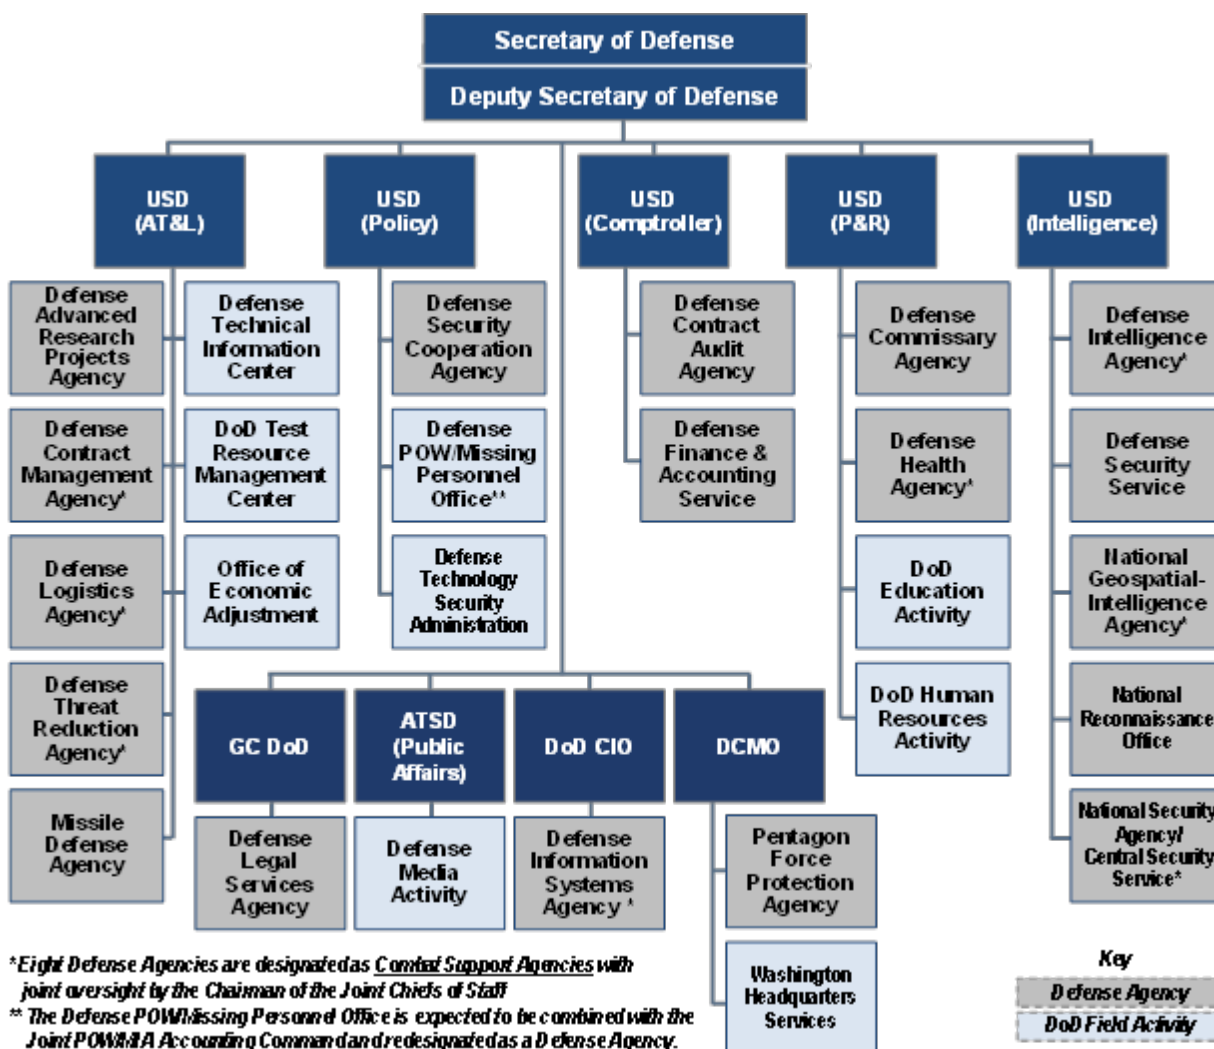 Secretary of Defense
Deputy Secretary of Defense
USD
(AT&L)
USD
(Policy)
USD
(Comptroller)
USD
(P&R)
USD
(Intelligence)
Defense
Advanced
Research
Projects
Agency
Defense
Technical
Information
Center
Defense
Security
Cooperation
Agency
Defense
Contract
Audit
Agency
Defense
Commissary
Agency
Defense
Intelligence
Agency*
Defense
Contract
Management
Agency*
DoD Test
Resource
Management
Center
Defense
POW/Missing
Personnel
Office**
Defense
Finance &
Accounting
Service
Defense
Health
Agency*
Defense
Security
Service
Defense
Logistics
Agency*
Office of
Economic
Adjustment
Defense
Technology
Security
Administration
DoD
Education
Activity
National
Geospatial-
Intelligence
Agency*
Defense
Threat
Reduction
Agency*
GC DoD
ATSD
(Public
Affairs)
DoD CIO
DCMO
DoD Human
Resources
Activity
National
Reconnaissance
Office
Missile
Defense
Agency
Defense
Legal
Services
Agency
Defense
Media
Activity
Defense
Information
Systems
Agency *
Pentagon
Force
Protection
Agency
National Security
Agency/
Central Security
Service*
Washington
Headquarters
Services
*Eight Defense Agencies are designated as Combat Support Agencies with
joint oversight by the Chairman of the Joint Chiefs of Staff
** The Defense POW/Missing Personnel Office is expected to be combined with the
Joint POW/MIA Accounting Command and redesignated as a Defense Agency.
Key
Defense Agency
DoD Field Activity